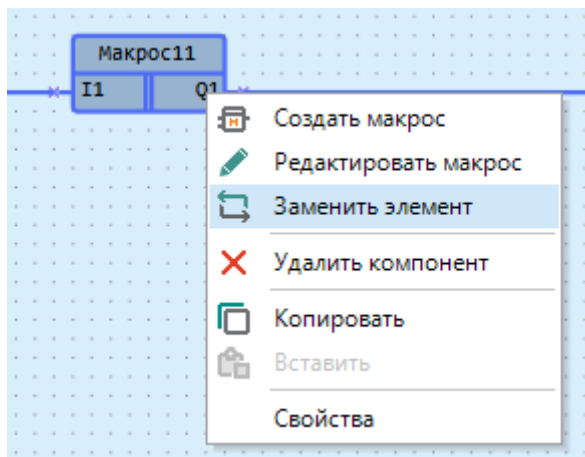 Макрос11
I1 Q1
Создать макрос
Редактировать макрос
Заменить элемент
Удалить компонент
Копировать
Вставить
Свойства